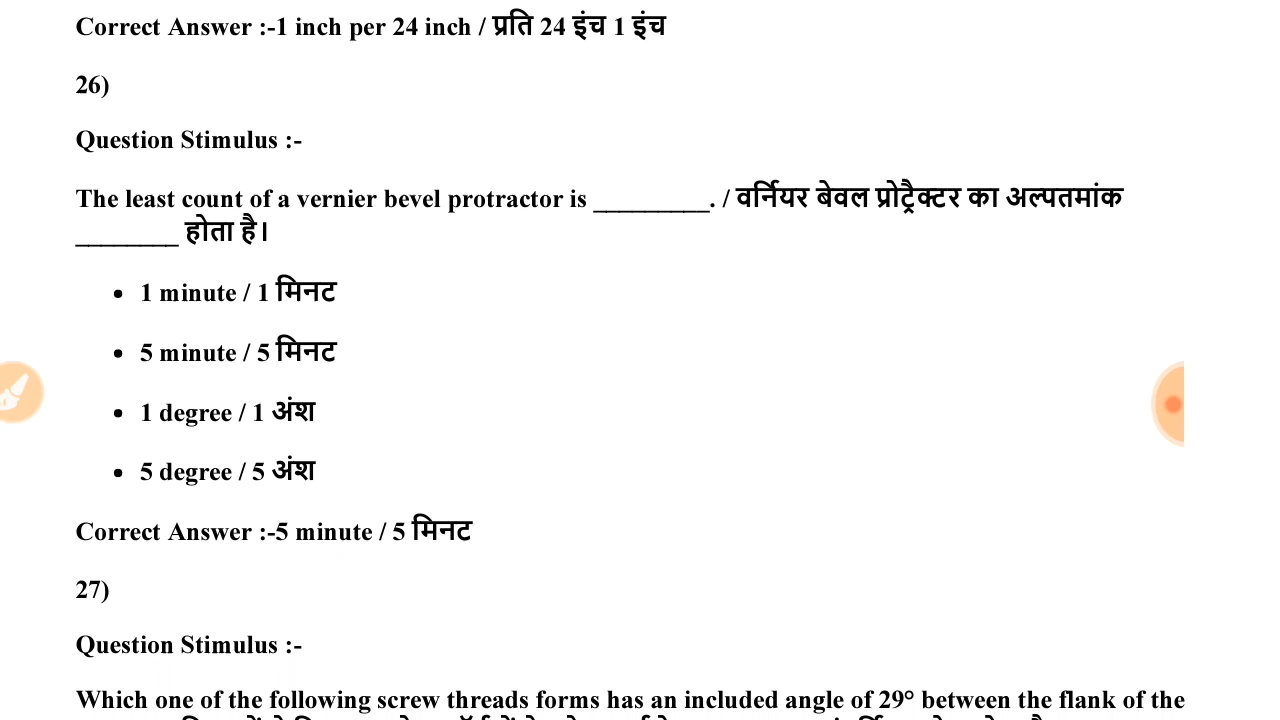 Correct Answer :-1 inch per 24 inch / प्रति 24 इंच 1 इंच
26)
Question Stimulus :-
The least count of a vernier bevel protractor is _________. / वर्नियर बेवल प्रोट्रैक्टर का अल्पतमांक
________ होता है।
• 1 minute / 1 मिनट
• 5 minute / 5 मिनट
• 1 degree / 1 अंश
• 5 degree / 5 अंश
Correct Answer :-5 minute / 5 मिनट
27)
Question Stimulus :-
Which one of the following screw threads forms has an included angle of 29° between the flank of the